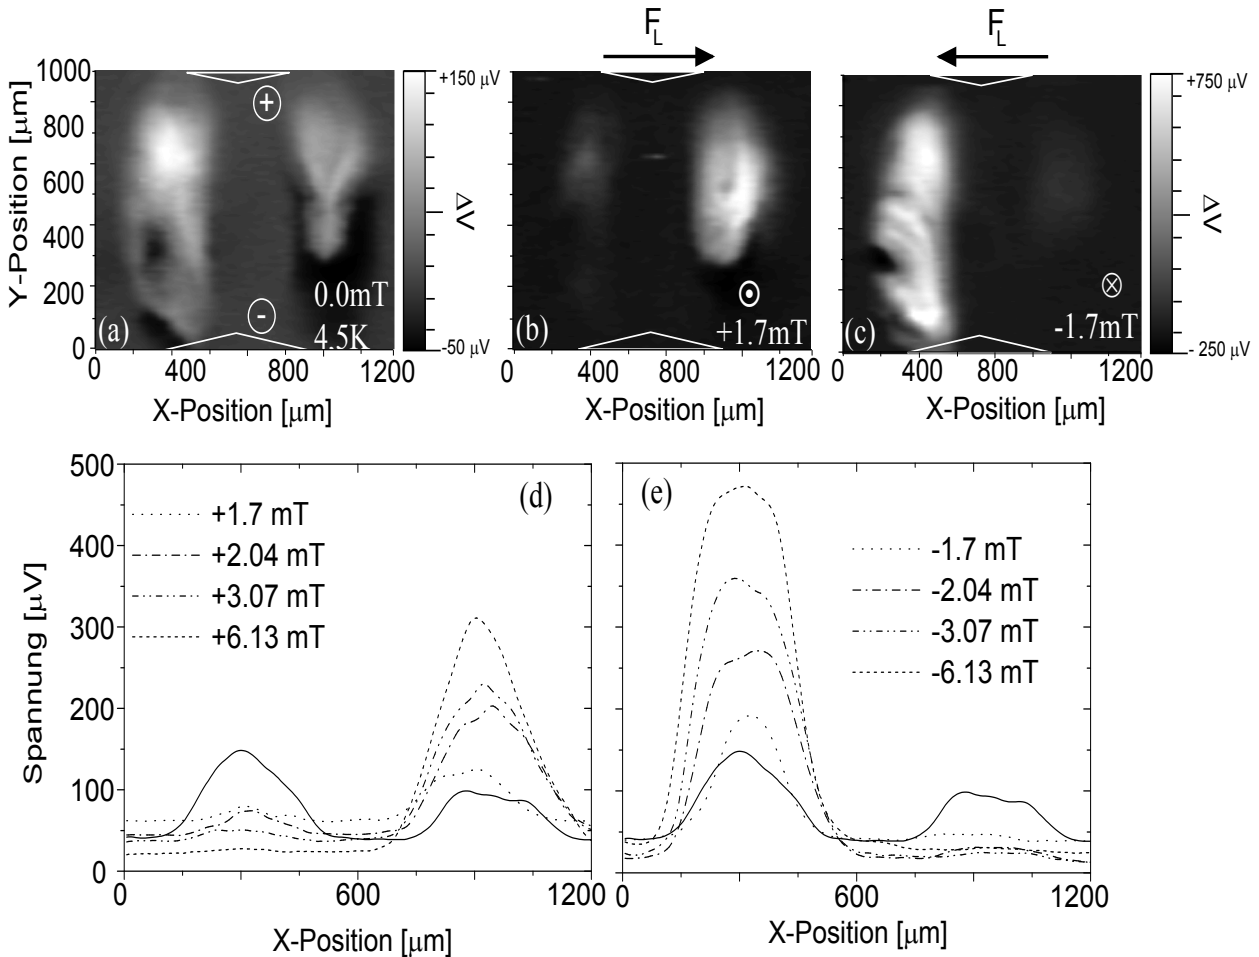 F_L
F_L
1000
800
600
400
200
0
Y-Position [μm]
+
-
0.0mT
4.5K
(a)
+150 μV
-50 μV
ΔV
0 400 800 1200
X-Position [μm]
(b)
+1.7mT
0 400 800 1200
X-Position [μm]
(c)
-1.7mT
+750 μV
- 250 μV
ΔV
0 400 800 1200
X-Position [μm]
500
400
300
200
100
0
Spannung [μV]
(d)
+1.7 mT
+2.04 mT
+3.07 mT
+6.13 mT
0 600 1200
X-Position [μm]
(e)
-1.7 mT
-2.04 mT
-3.07 mT
-6.13 mT
0 600 1200
X-Position [μm]